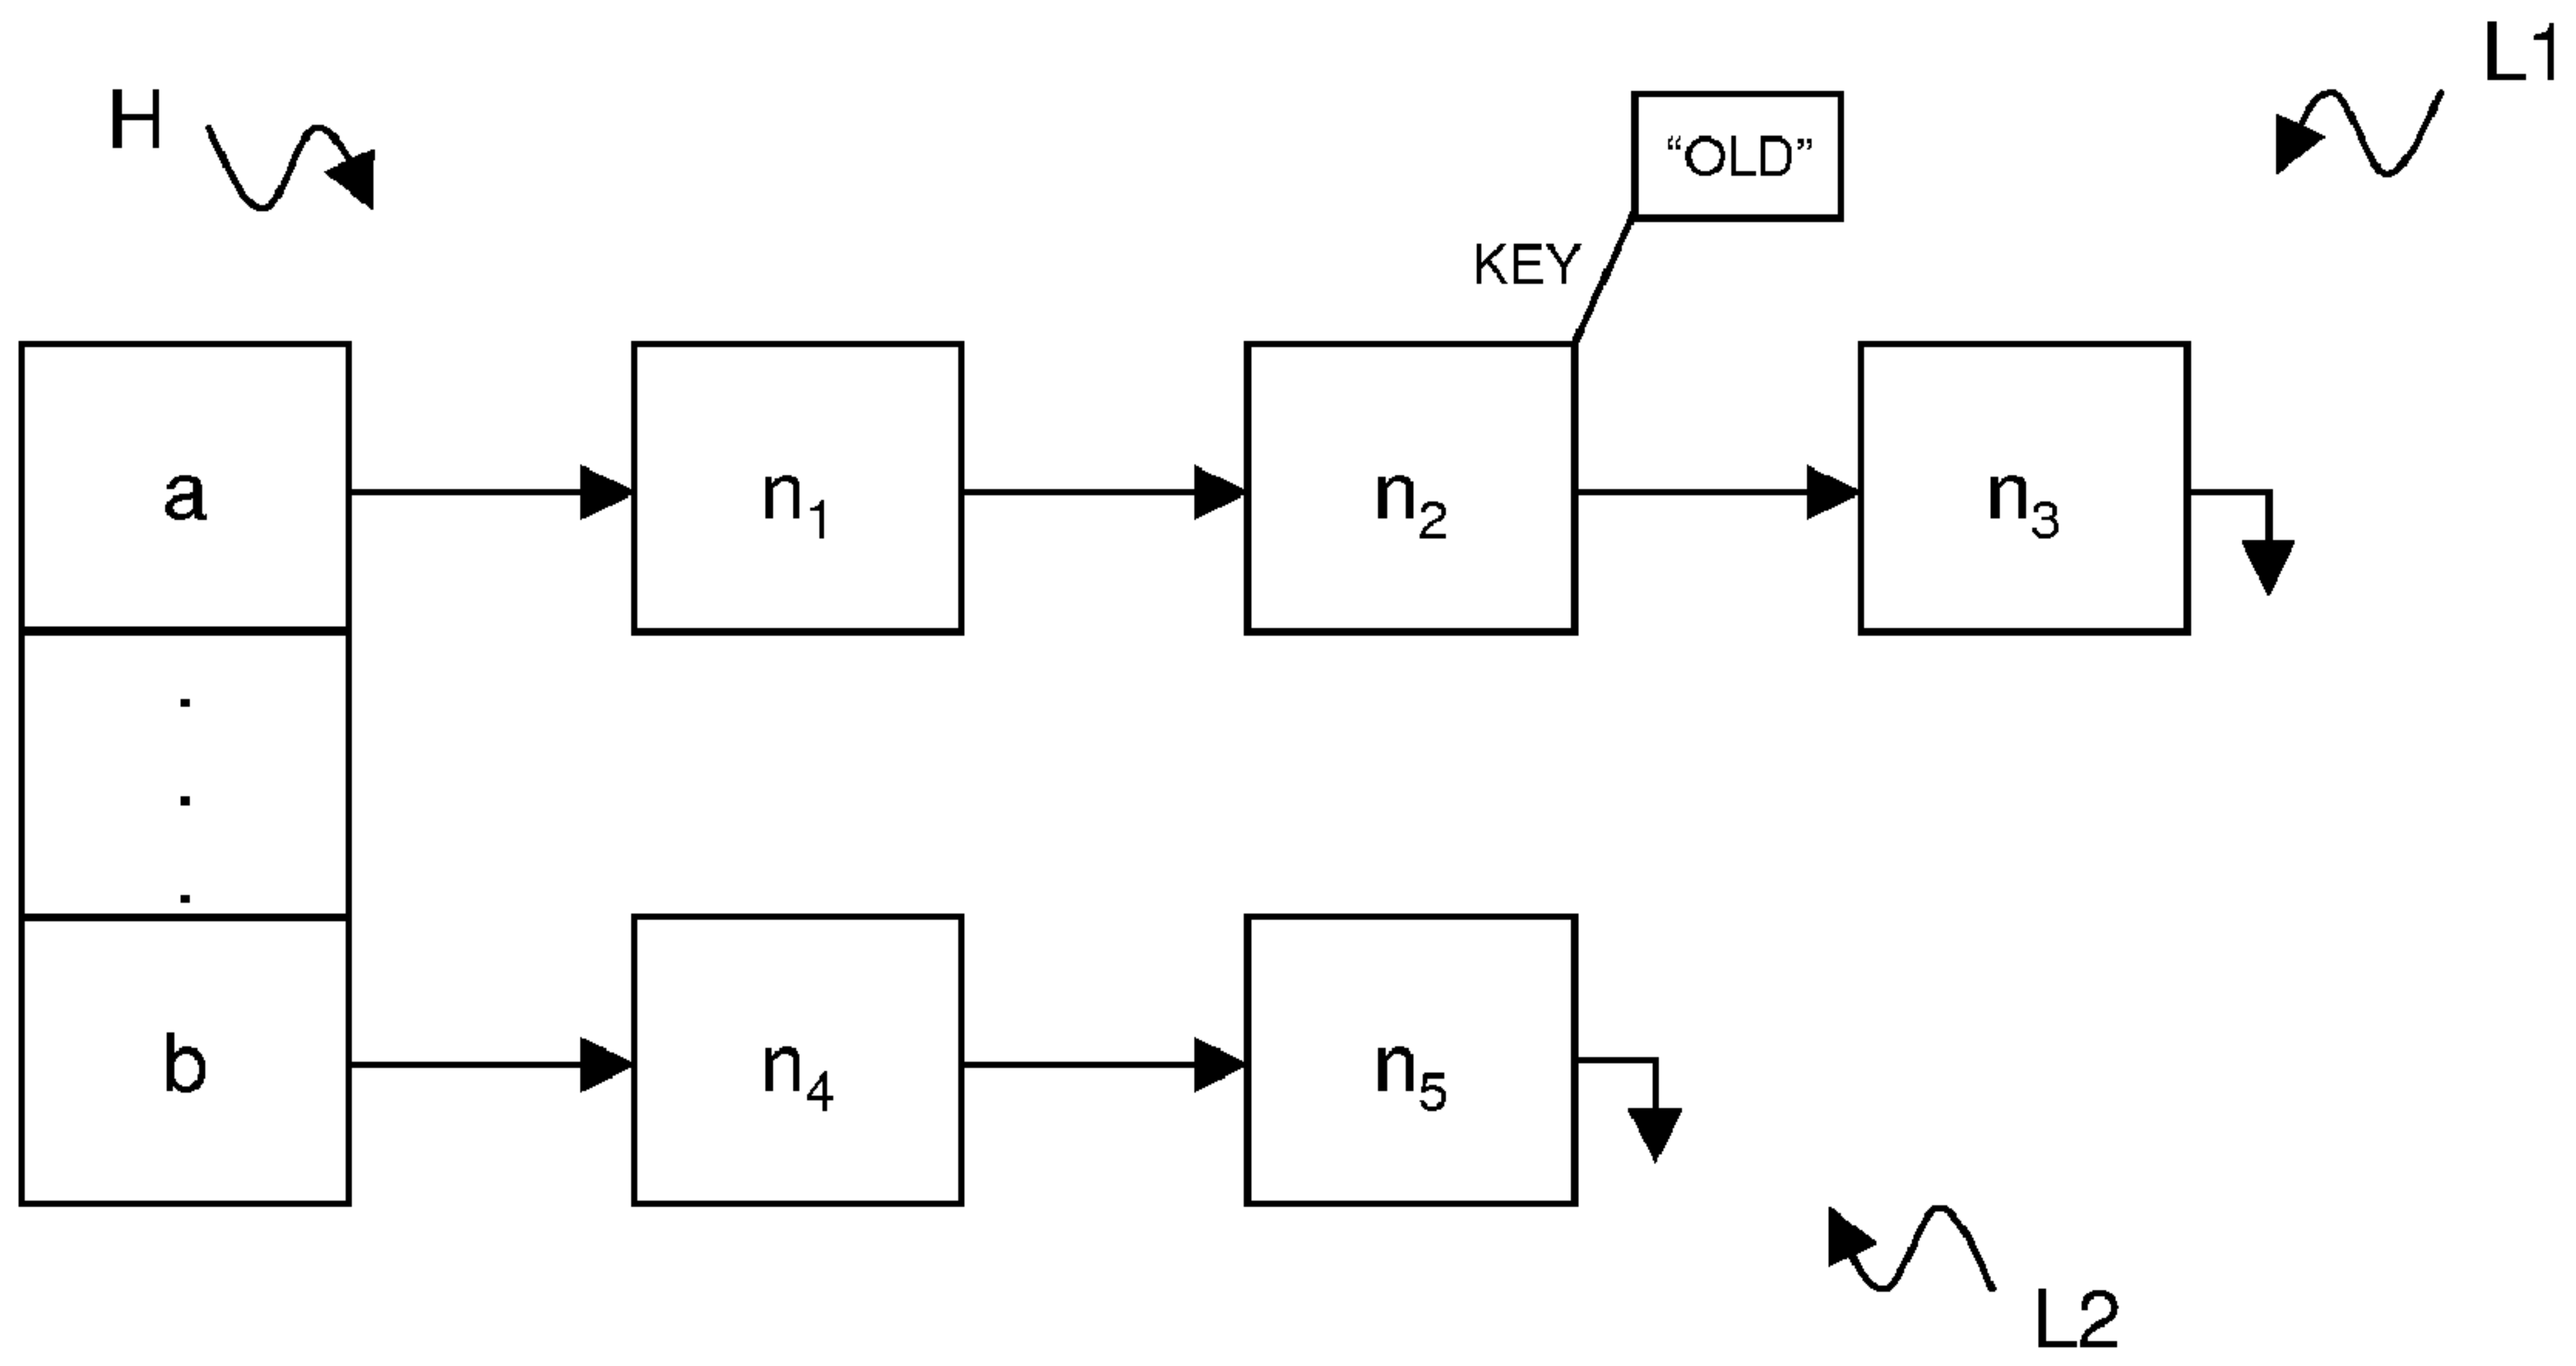 L1
H
“OLD”
KEY
a
n₁
n₂
n₃
.
.
.
b
n₄
n₅
L2